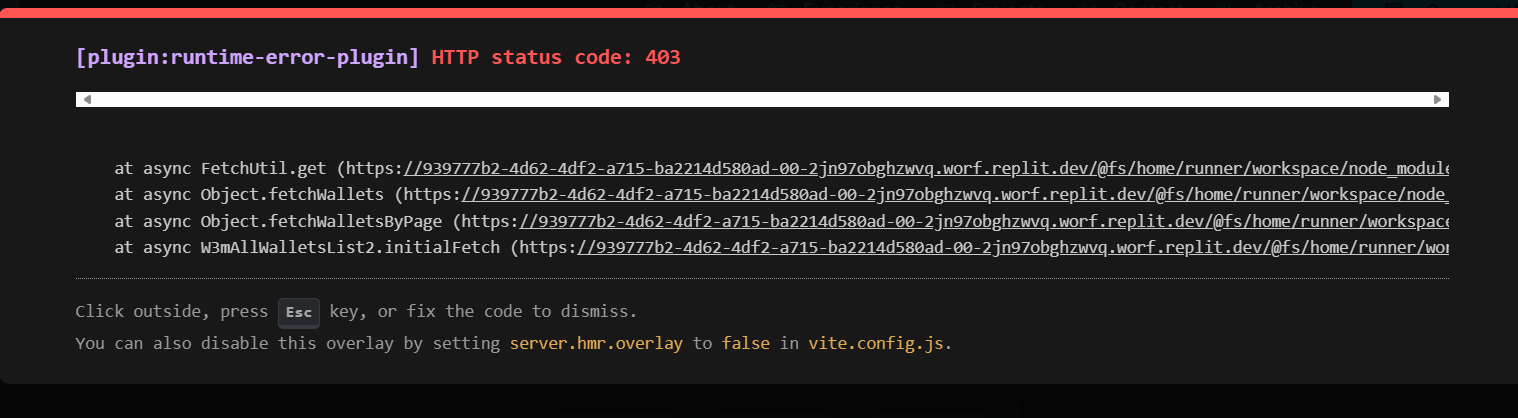 [plugin:runtime-error-plugin] HTTP status code: 403
at async FetchUtil.get (https://939777b2-4d62-4df2-a715-ba2214d580ad-00-2jn97obghzwvq.worf.replit.dev/@fs/home/runner/workspace/node_module
at async Object.fetchWallets (https://939777b2-4d62-4df2-a715-ba2214d580ad-00-2jn97obghzwvq.worf.replit.dev/@fs/home/runner/workspace/node_
at async Object.fetchWalletsByPage (https://939777b2-4d62-4df2-a715-ba2214d580ad-00-2jn97obghzwvq.worf.replit.dev/@fs/home/runner/workspace
at async W3mAllWalletsList2.initialFetch (https://939777b2-4d62-4df2-a715-ba2214d580ad-00-2jn97obghzwvq.worf.replit.dev/@fs/home/runner/wor
Click outside, press Esc key, or fix the code to dismiss.
You can also disable this overlay by setting server.hmr.overlay to false in vite.config.js.